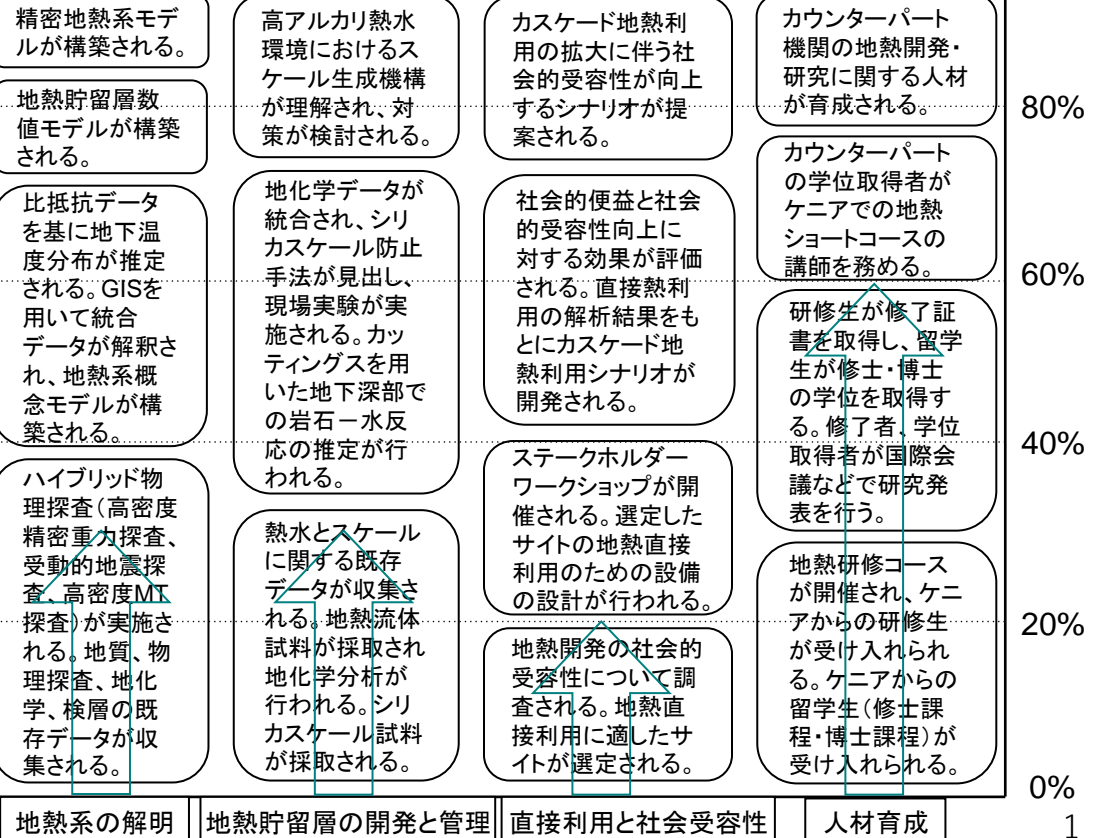 精密地熱系モデ
ルが構築される。
地熱貯留層数
値モデルが構築
される。
比抵抗データ
を基に地下温
度分布が推定
される。GISを
用いて統合
データが解釈さ
れ、地熱系概
念モデルが構
築される。
ハイブリッド物
理探査（高密度
精密重力探査、
受動的地震探
査、高密度MT
探査）が実施さ
れる。地質、物
理探査、地化
学、検層の既
存データが収
集される。
地熱系の解明
高アルカリ熱水
環境におけるス
ケール生成機構
が理解され、対
策が検討される。
地化学データが
統合され、シリ
カスケール防止
手法が見出し、
現場実験が実
施される。カッ
ティングスを用
いた地下深部で
の岩石－水反
応の推定が行
われる。
熱水とスケール
に関する既存
データが収集さ
れる。地熱流体
試料が採取され
地化学分析が
行われる。シリ
カスケール試料
が採取される。
地熱貯留層の開発と管理
カスケード地熱利
用の拡大に伴う社
会的受容性が向上
するシナリオが提
案される。
社会的便益と社会
的受容性向上に
対する効果が評価
される。直接熱利
用の解析結果をも
とにカスケード地
熱利用シナリオが
開発される。
ステークホルダー
ワークショップが開
催される。選定した
サイトの地熱直接
利用のための設備
の設計が行われる。
地熱開発の社会的
受容性について調
査される。地熱直
接利用に適したサ
イトが選定される。
直接利用と社会受容性
カウンターパート
機関の地熱開発・
研究に関する人材
が育成される。
カウンターパート
の学位取得者が
ケニアでの地熱
ショートコースの
講師を務める。
研修生が修了証
書を取得し、留学
生が修士・博士
の学位を取得す
る。修了者、学位
取得者が国際会
議などで研究発
表を行う。
地熱研修コース
が開催され、ケニ
アからの研修生
が受け入れられ
る。ケニアからの
留学生（修士課
程・博士課程）が
受け入れられる。
人材育成
80%
60%
40%
20%
0%
1